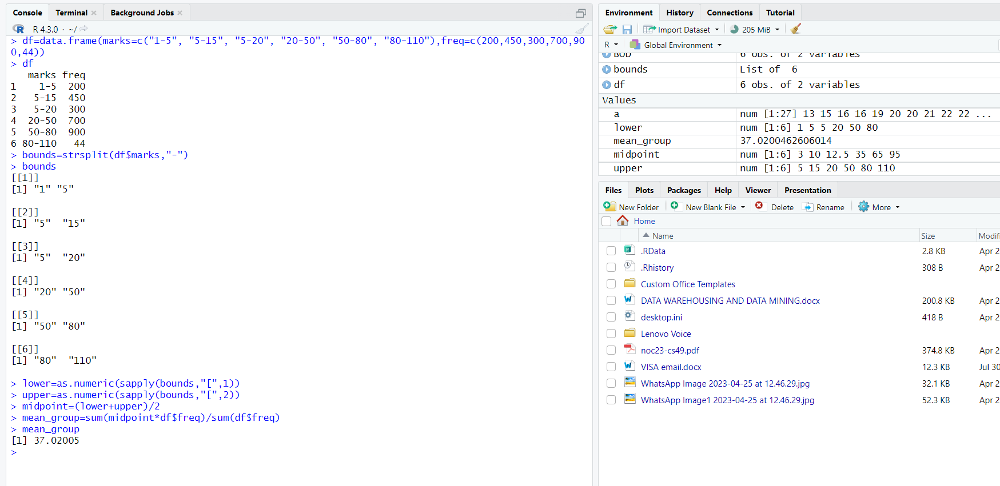 Console Terminal Background Jobs
R 4.3.0 · ~/
> df=data.frame(marks=c("1-5", "5-15", "5-20", "20-50", "50-80", "80-110"),freq=c(200,450,300,700,90
0,44))
> df
marks freq
1 1-5 200
2 5-15 450
3 5-20 300
4 20-50 700
5 50-80 900
6 80-110 44
> bounds=strsplit(df$marks,"-")
> bounds
[[1]]
[1] "1" "5"
[[2]]
[1] "5" "15"
[[3]]
[1] "5" "20"
[[4]]
[1] "20" "50"
[[5]]
[1] "50" "80"
[[6]]
[1] "80" "110"
> lower=as.numeric(sapply(bounds,"[",1))
> upper=as.numeric(sapply(bounds,"[",2))
> midpoint=(lower+upper)/2
> mean_group=sum(midpoint*df$freq)/sum(df$freq)
> mean_group
[1] 37.02005
>
Environment History Connections Tutorial
Import Dataset 205 MiB
R Global Environment
BOD 6 obs. of 2 variables
bounds List of 6
df 6 obs. of 2 variables
Values
a num [1:27] 13 15 16 16 19 20 20 21 22 22 ...
lower num [1:6] 1 5 5 20 50 80
mean_group 37.0200462606014
midpoint num [1:6] 3 10 12.5 35 65 95
upper num [1:6] 5 15 20 50 80 110
Files Plots Packages Help Viewer Presentation
New Folder New Blank File Delete Rename More
Home
Name Size Modifi
.RData 2.8 KB Apr 2
.Rhistory 308 B Apr 2
Custom Office Templates
DATA WAREHOUSING AND DATA MINING.docx 200.8 KB Apr 2
desktop.ini 418 B Apr 2
Lenovo Voice
noc23-cs49.pdf 374.8 KB Apr 2
VISA email.docx 12.3 KB Jul 30
WhatsApp Image 2023-04-25 at 12.46.29.jpg 32.1 KB Apr 2
WhatsApp Image1 2023-04-25 at 12.46.29.jpg 52.3 KB Apr 2